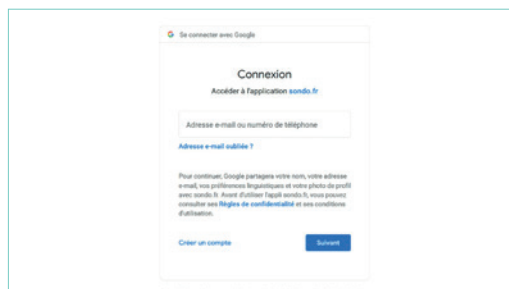 Se connecter avec Google
Connexion
Accéder à l'application sondo.fr
Adresse e-mail ou numéro de téléphone
Adresse e-mail oubliée ?
Pour continuer, Google partagera votre nom, votre adresse
e-mail, vos préférences linguistiques et votre photo de profil
avec sondo.fr. Avant d'utiliser l'appli sondo.fr, vous pouvez
consulter ses Règles de confidentialité et ses conditions
d'utilisation.
Créer un compte
Suivant